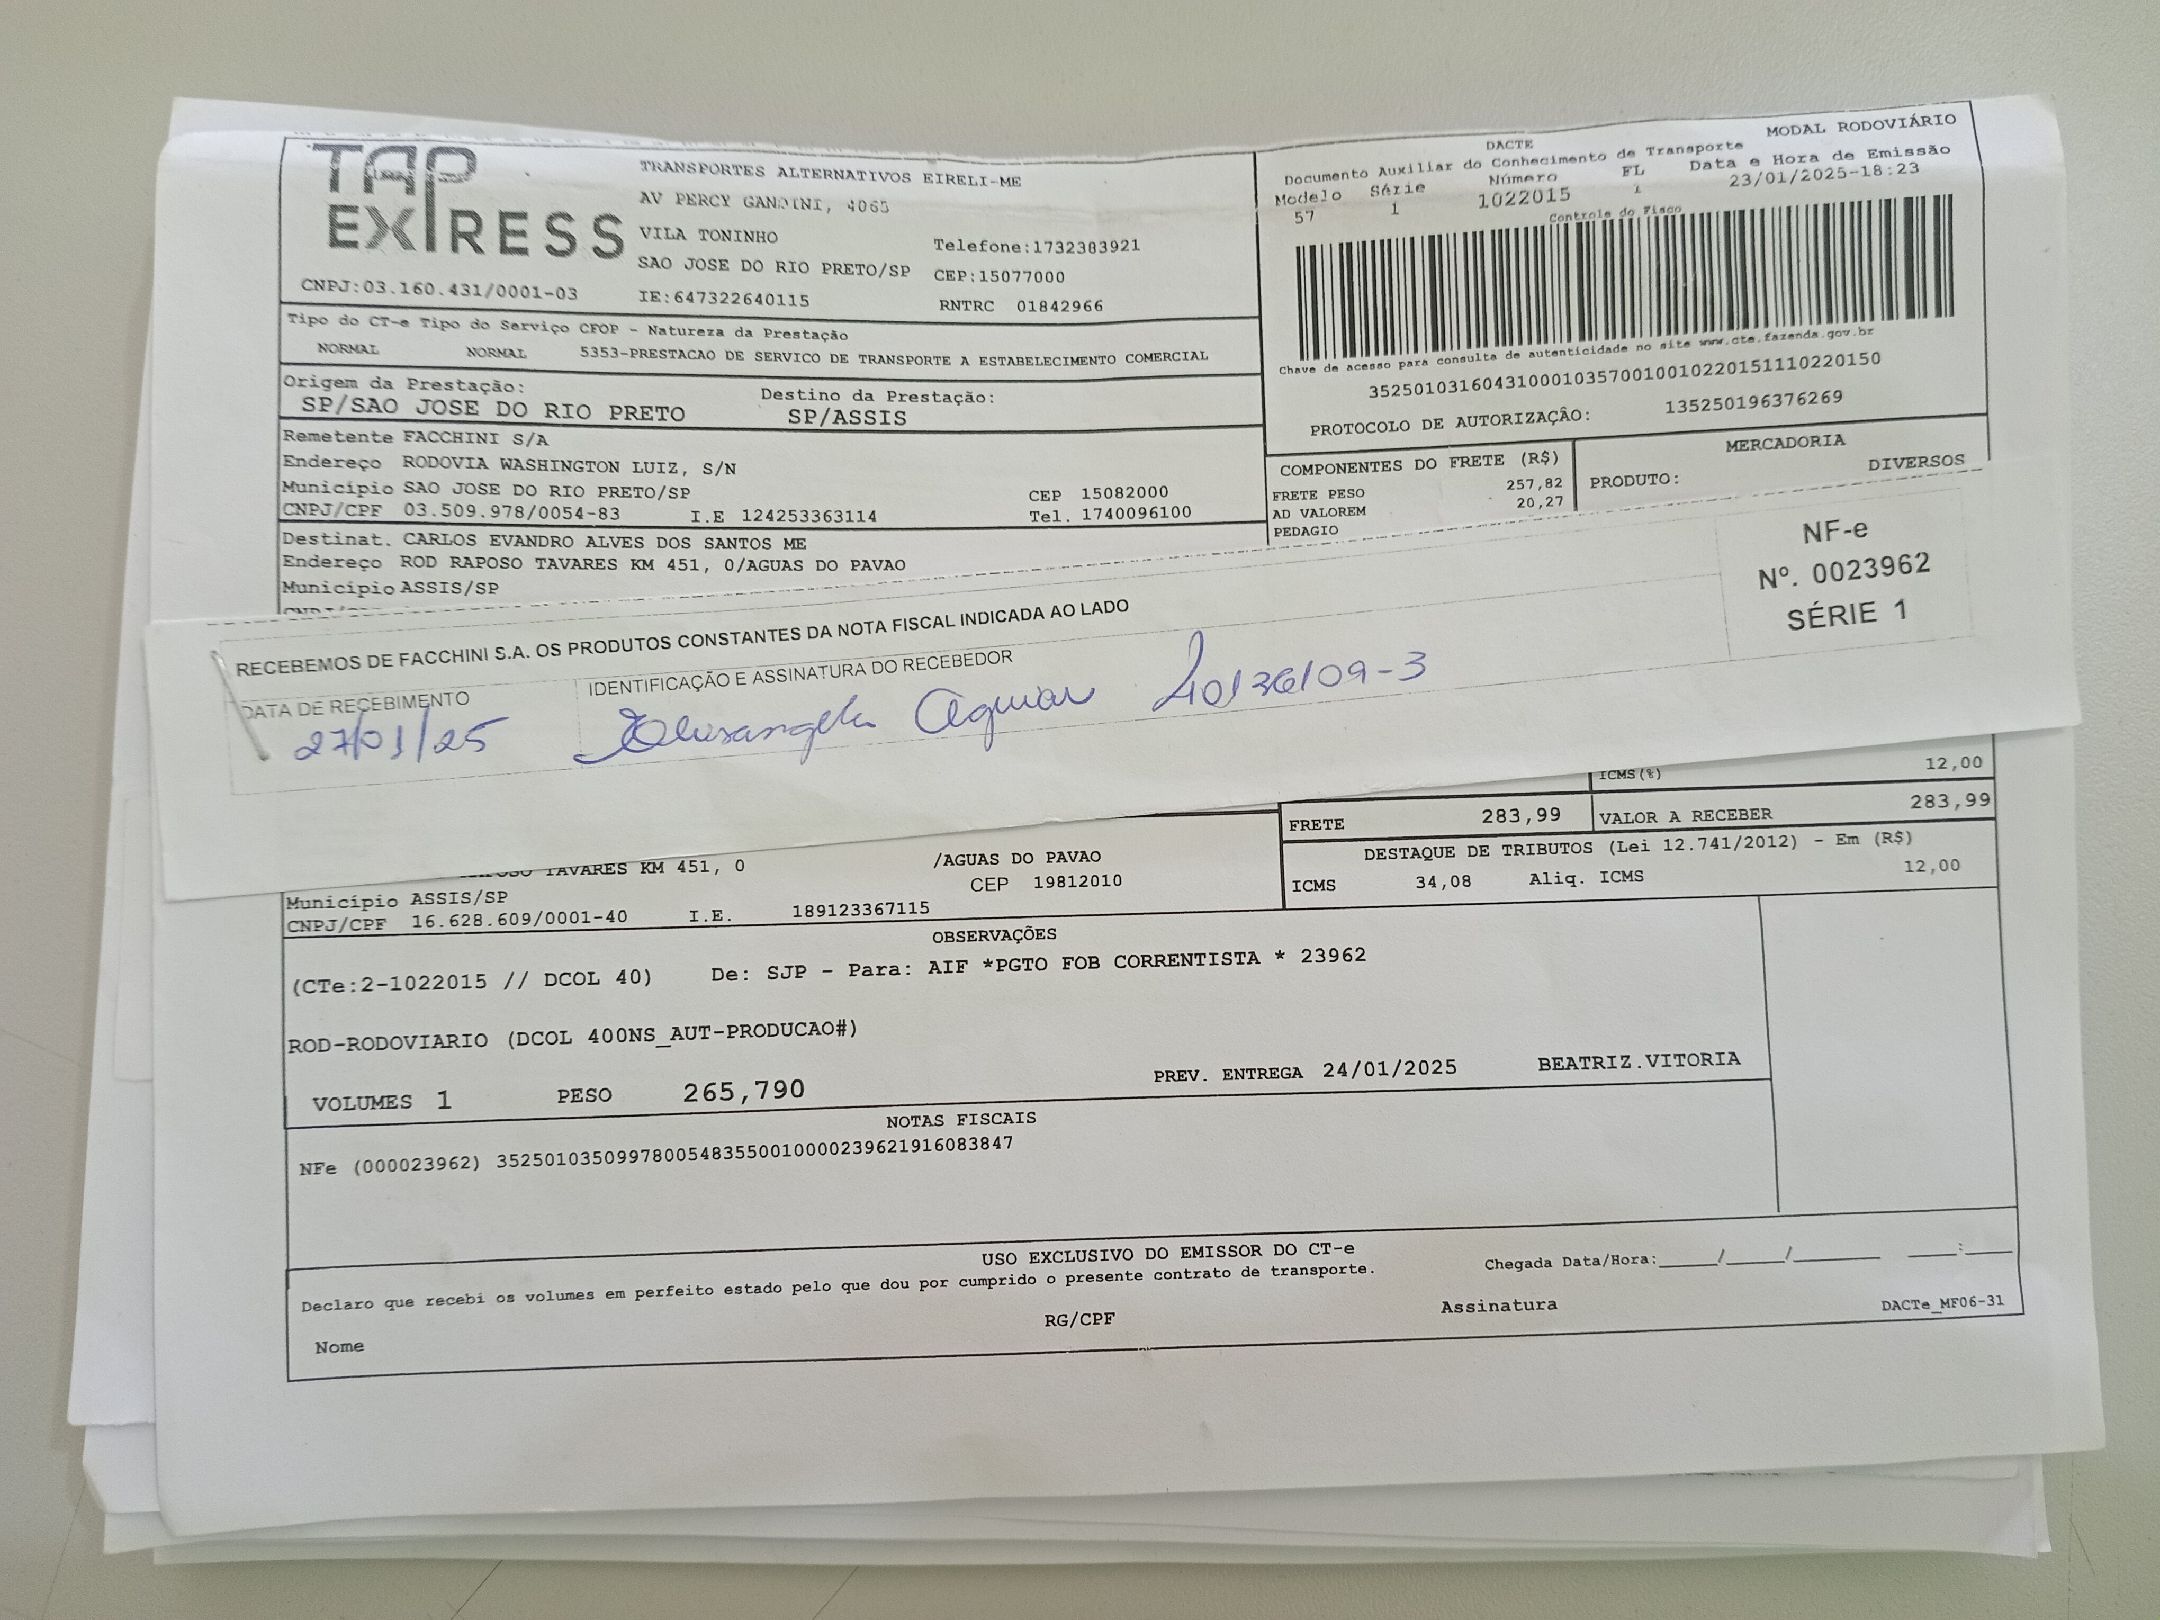 TAP
EXPRESS
TRANSPORTES ALTERNATIVOS EIRELI-ME
AV PERCY GANDINI, 4065
VILA TONINHO
Telefone:1732383921
SAO JOSE DO RIO PRETO/SP CEP:15077000
CNPJ:03.160.431/0001-03 IE:647322640115 RNTRC 01842966
DACTE MODAL RODOVIÁRIO
Documento Auxiliar do Conhecimento de Transporte
Modelo Série Número FL Data e Hora de Emissão
57 1 1022015 1 23/01/2025-18:23
Controle do Fisco
Chave de acesso para consulta de autenticidade no site www.cte.fazenda.gov.br
35250103160431000103570010010220151110220150
PROTOCOLO DE AUTORIZAÇÃO: 135250196376269
Tipo do CT-e Tipo do Serviço CFOP - Natureza da Prestação
NORMAL NORMAL 5353-PRESTACAO DE SERVICO DE TRANSPORTE A ESTABELECIMENTO COMERCIAL
Origem da Prestação: Destino da Prestação:
SP/SAO JOSE DO RIO PRETO SP/ASSIS
Remetente FACCHINI S/A
Endereço RODOVIA WASHINGTON LUIZ, S/N
Município SAO JOSE DO RIO PRETO/SP CEP 15082000
CNPJ/CPF 03.509.978/0054-83 I.E 124253363114 Tel. 1740096100
COMPONENTES DO FRETE (R$) MERCADORIA
FRETE PESO 257,82 PRODUTO: DIVERSOS
AD VALOREM 20,27
PEDAGIO
Destinat. CARLOS EVANDRO ALVES DOS SANTOS ME
Endereço ROD RAPOSO TAVARES KM 451, 0/AGUAS DO PAVAO
Município ASSIS/SP
RECEBEMOS DE FACCHINI S.A. OS PRODUTOS CONSTANTES DA NOTA FISCAL INDICADA AO LADO
DATA DE RECEBIMENTO IDENTIFICAÇÃO E ASSINATURA DO RECEBEDOR
27/01/25 Elusangela Aguiar 40136109-3
NF-e
Nº. 0023962
SÉRIE 1
ICMS(%) 12,00
FRETE 283,99 VALOR A RECEBER 283,99
DESTAQUE DE TRIBUTOS (Lei 12.741/2012) - Em (R$)
ICMS 34,08 Aliq. ICMS 12,00
TAVARES KM 451, 0 /AGUAS DO PAVAO
Município ASSIS/SP CEP 19812010
CNPJ/CPF 16.628.609/0001-40 I.E. 189123367115
OBSERVAÇÕES
(CTe:2-1022015 // DCOL 40) De: SJP - Para: AIF *PGTO FOB CORRENTISTA * 23962
ROD-RODOVIARIO (DCOL 400NS_AUT-PRODUCAO#)
VOLUMES 1 PESO 265,790 PREV. ENTREGA 24/01/2025 BEATRIZ.VITORIA
NOTAS FISCAIS
NFe (000023962) 35250103509978005483550010000239621916083847
USO EXCLUSIVO DO EMISSOR DO CT-e
Declaro que recebi os volumes em perfeito estado pelo que dou por cumprido o presente contrato de transporte. Chegada Data/Hora:_____/_____/_______ ____:____
Nome RG/CPF Assinatura DACTe_MF06-31